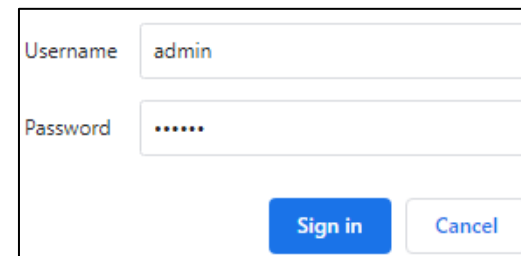 Username admin
Password ••••••
Sign in Cancel